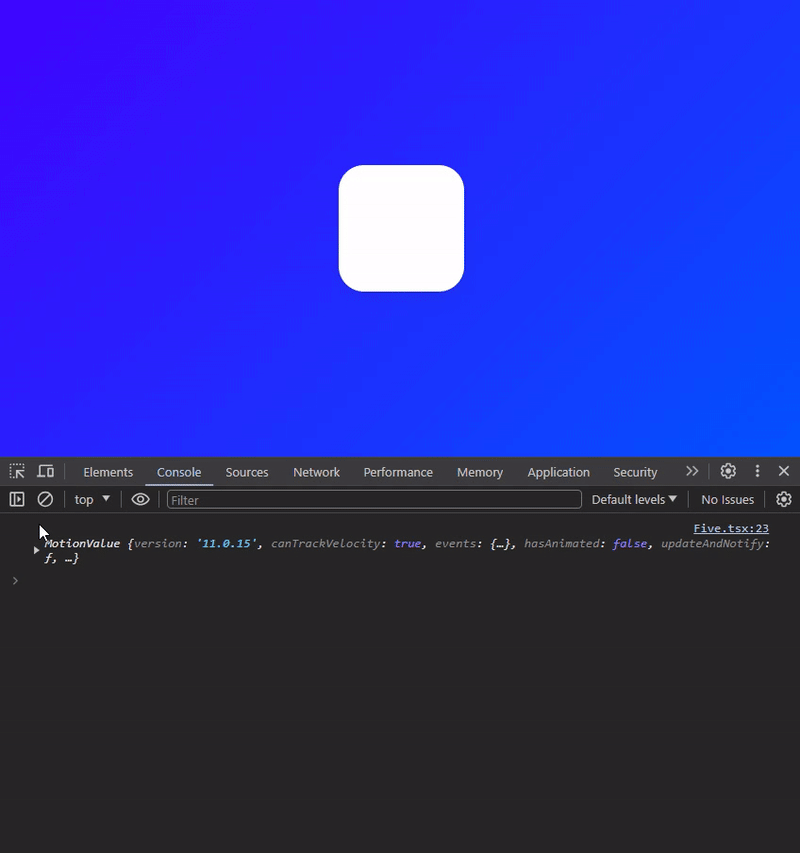 Elements Console Sources Network Performance Memory Application Security
top Filter Default levels No Issues
Five.tsx:23
MotionValue {version: '11.0.15', canTrackVelocity: true, events: {…}, hasAnimated: false, updateAndNotify:
ƒ, …}